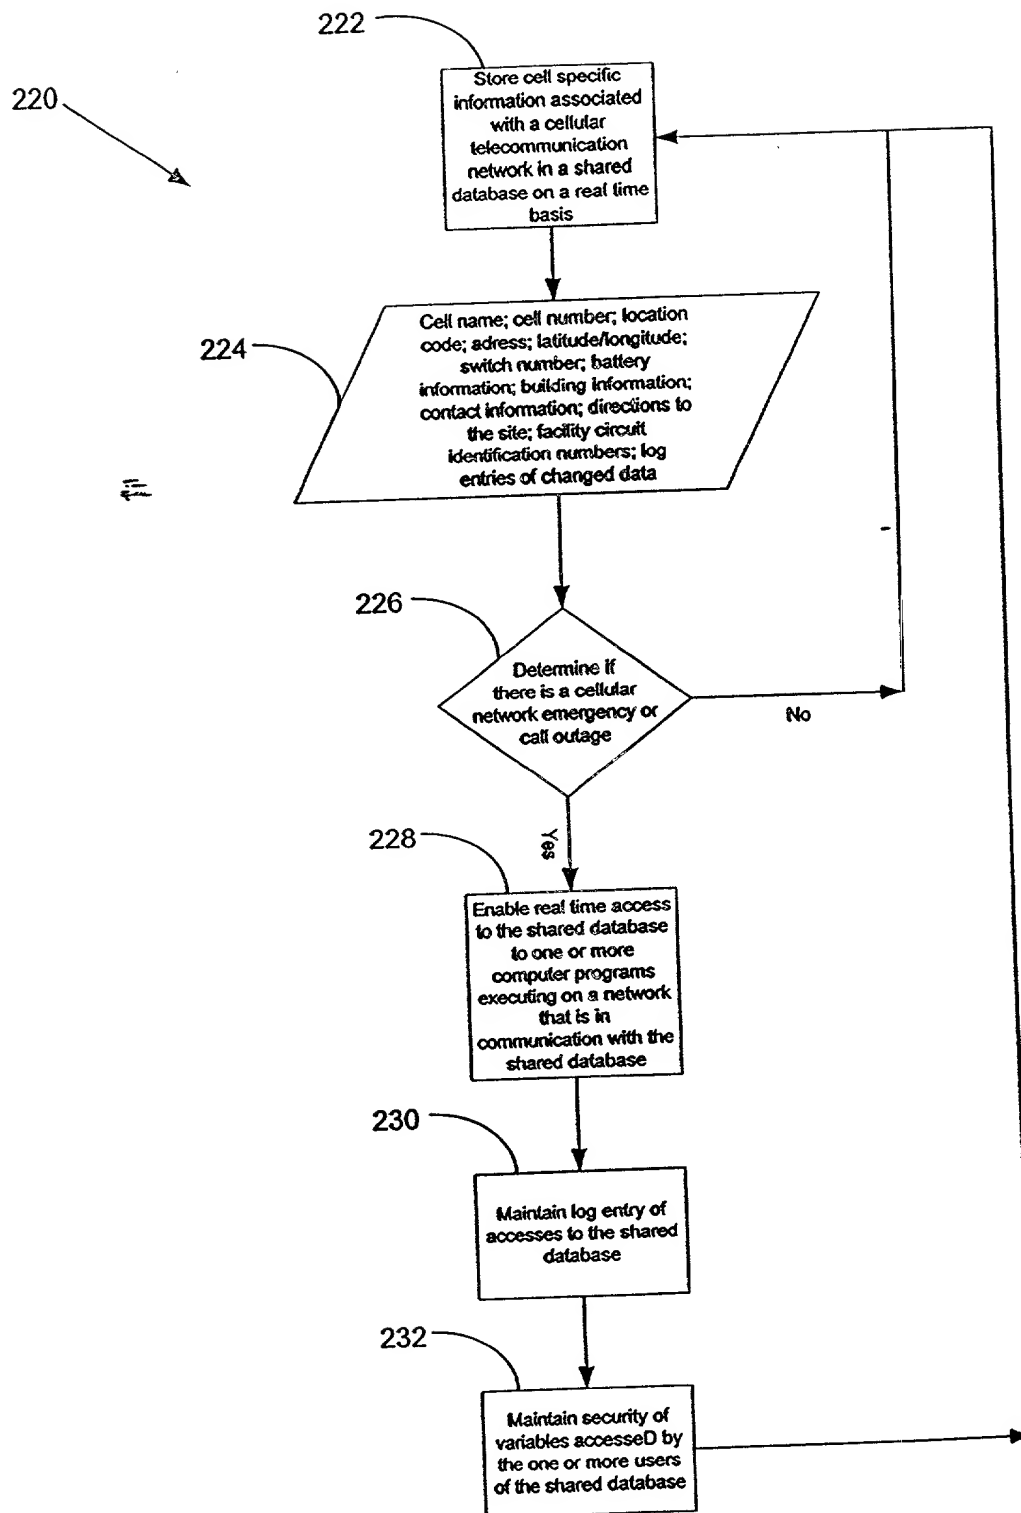 222
Store cell specific
information associated
with a cellular
telecommunication
network in a shared
database on a real time
basis
220
Cell name; cell number; location
code; adress; latitude/longitude;
switch number; battery
information; building information;
contact information; directions to
the site; facility circuit
identification numbers; log
entries of changed data
224
226
Determine if
there is a cellular
network emergency or
call outage
No
Yes
228
Enable real time access
to the shared database
to one or more
computer programs
executing on a network
that is in
communication with the
shared database
230
Maintain log entry of
accesses to the shared
database
232
Maintain security of
variables accesseD by
the one or more users
of the shared database